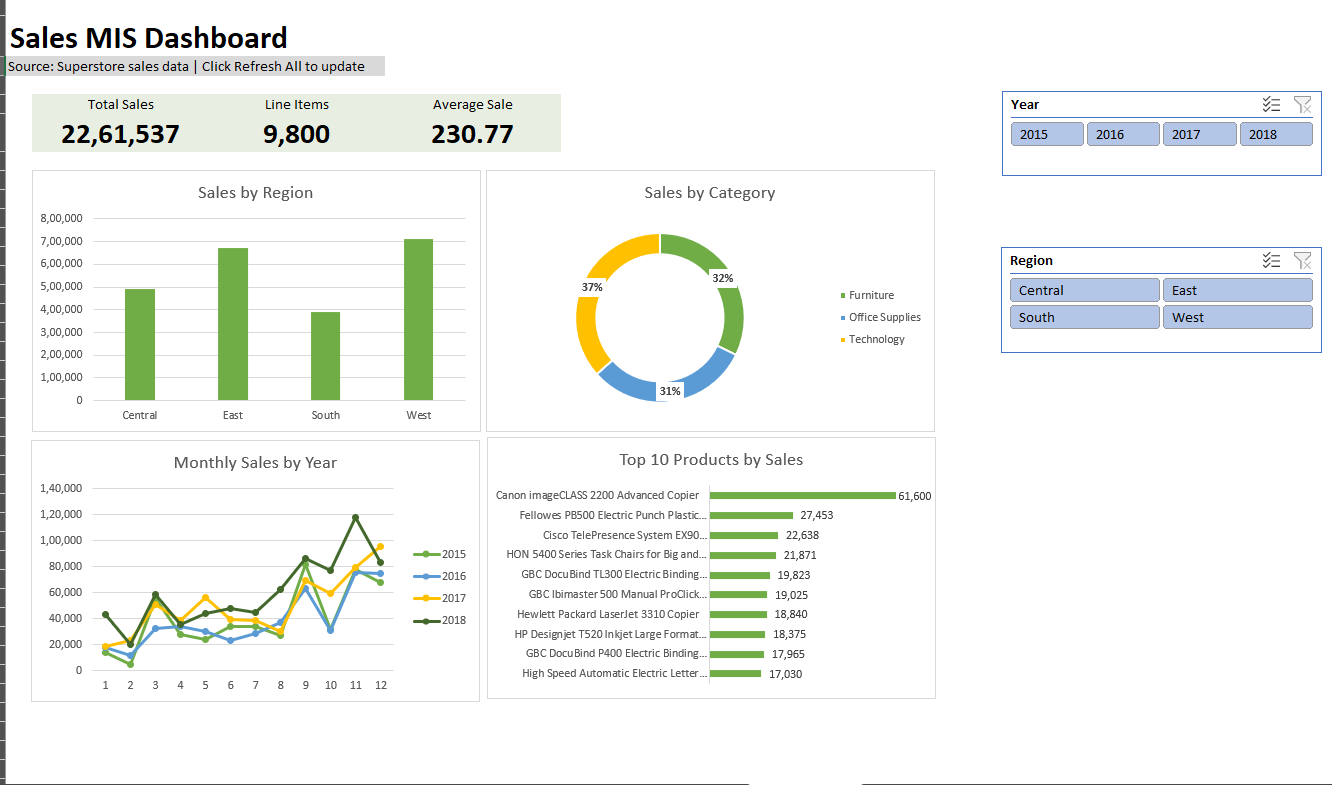 Sales MIS Dashboard
Source: Superstore sales data | Click Refresh All to update
Total Sales Line Items Average Sale
22,61,537 9,800 230.77
Year
2015 2016 2017 2018
Region
Central East
South West
Sales by Region
8,00,000
7,00,000
6,00,000
5,00,000
4,00,000
3,00,000
2,00,000
1,00,000
0
Central East South West
Sales by Category
32%
37%
31%
Furniture
Office Supplies
Technology
Monthly Sales by Year
1,40,000
1,20,000
1,00,000
80,000
60,000
40,000
20,000
0
1 2 3 4 5 6 7 8 9 10 11 12
2015
2016
2017
2018
Top 10 Products by Sales
Canon imageCLASS 2200 Advanced Copier 61,600
Fellowes PB500 Electric Punch Plastic... 27,453
Cisco TelePresence System EX90... 22,638
HON 5400 Series Task Chairs for Big and... 21,871
GBC DocuBind TL300 Electric Binding... 19,823
GBC Ibimaster 500 Manual ProClick... 19,025
Hewlett Packard LaserJet 3310 Copier 18,840
HP Designjet T520 Inkjet Large Format... 18,375
GBC DocuBind P400 Electric Binding... 17,965
High Speed Automatic Electric Letter... 17,030